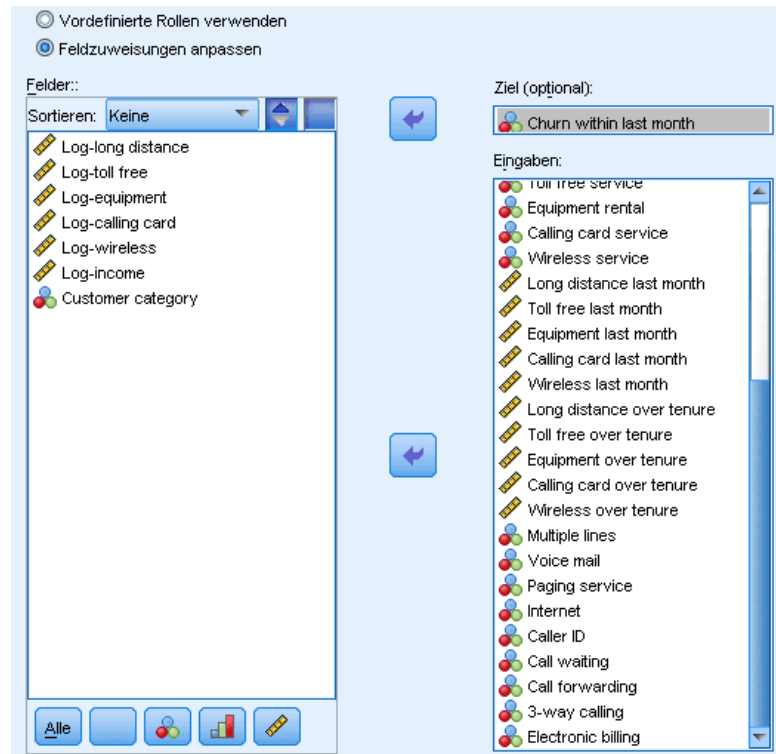 Vordefinierte Rollen verwenden
Feldzuweisungen anpassen
Felder::
Sortieren: Keine
Log-long distance
Log-toll free
Log-equipment
Log-calling card
Log-wireless
Log-income
Customer category
Alle
Ziel (optional):
Churn within last month
Eingaben:
Toll free service
Equipment rental
Calling card service
Wireless service
Long distance last month
Toll free last month
Equipment last month
Calling card last month
Wireless last month
Long distance over tenure
Toll free over tenure
Equipment over tenure
Calling card over tenure
Wireless over tenure
Multiple lines
Voice mail
Paging service
Internet
Caller ID
Call waiting
Call forwarding
3-way calling
Electronic billing